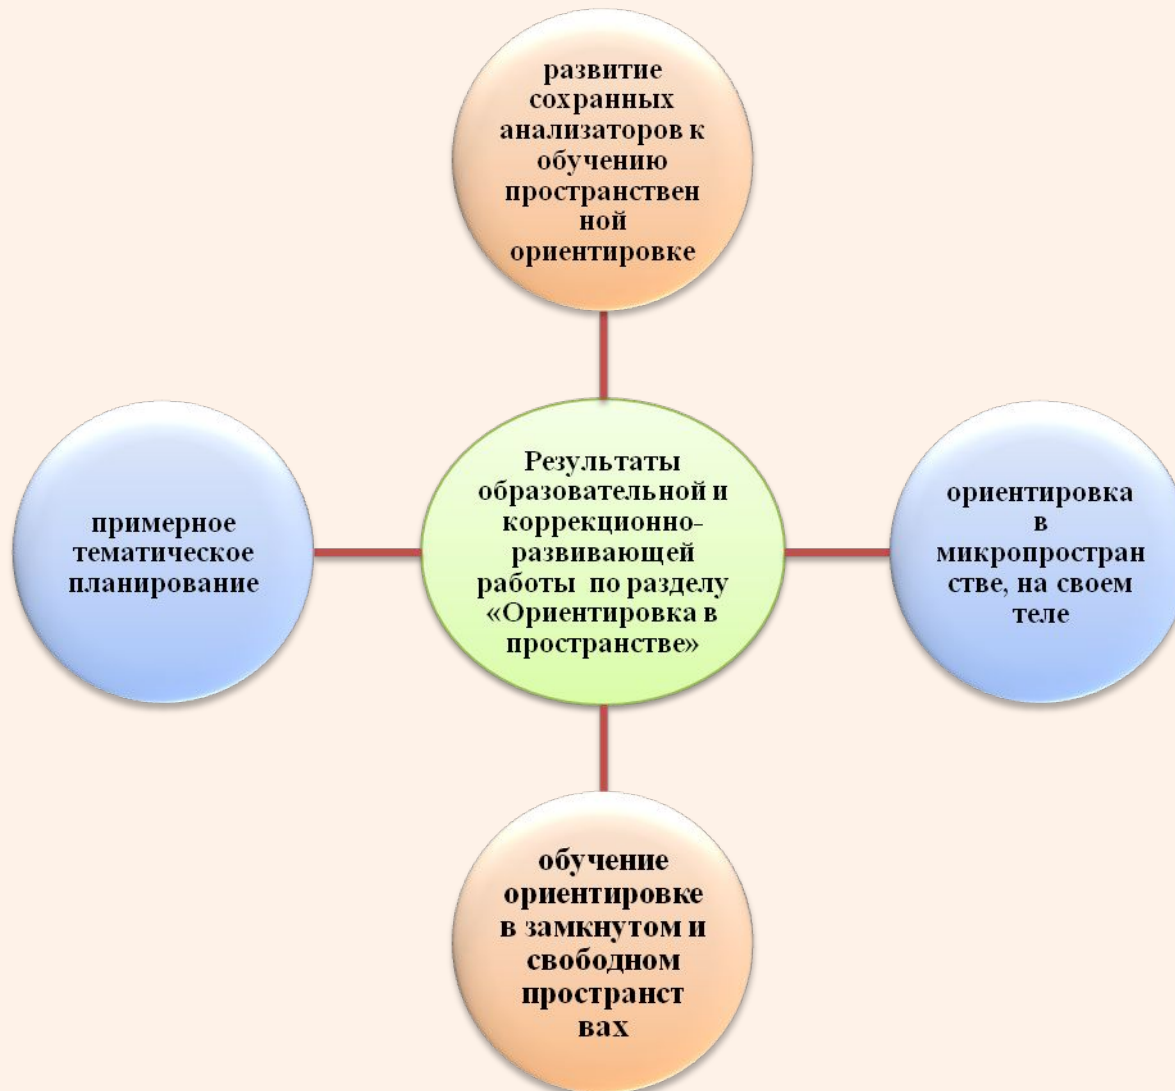 развитие
сохранных
анализаторов к
обучению
пространствен
ной
ориентировке
примерное
тематическое
планирование
Результаты
образовательной и
коррекционно-
развивающей
работы по разделу
«Ориентировка в
пространстве»
ориентировка
в
микропростран
стве, на своем
теле
обучение
ориентировке
в замкнутом и
свободном
пространст
вах